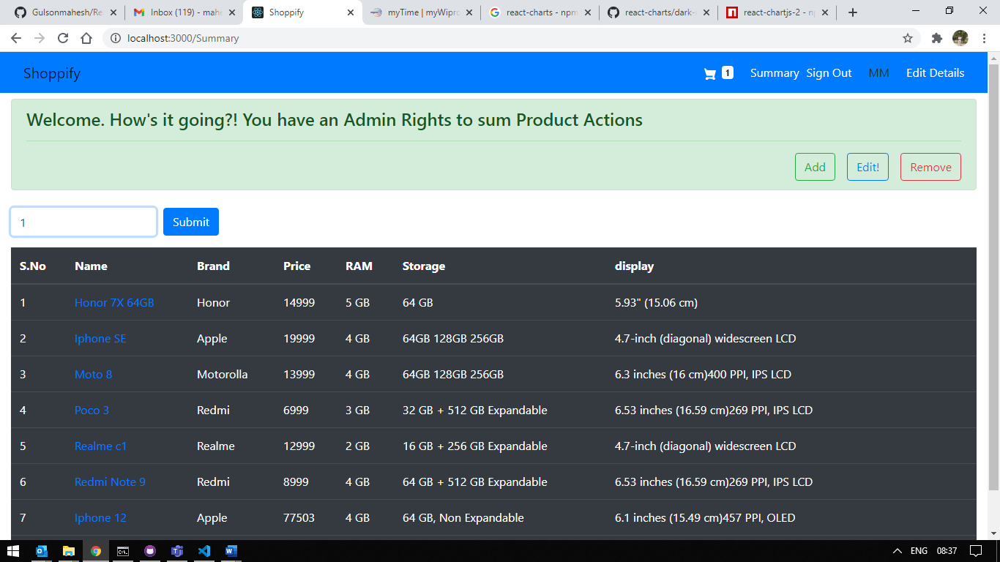 Gulsonmahesh/Re
Inbox (119) - mahe
Shoppify
myTime | myWipro
react-charts - npm
react-charts/dark-
react-chartjs-2 - np
localhost:3000/Summary
Shoppify 1 Summary Sign Out MM Edit Details
Welcome. How's it going?! You have an Admin Rights to sum Product Actions
Add Edit! Remove
1 Submit
S.No Name Brand Price RAM Storage display
1 Honor 7X 64GB Honor 14999 5 GB 64 GB 5.93" (15.06 cm)
2 Iphone SE Apple 19999 4 GB 64GB 128GB 256GB 4.7-inch (diagonal) widescreen LCD
3 Moto 8 Motorolla 13999 4 GB 64GB 128GB 256GB 6.3 inches (16 cm)400 PPI, IPS LCD
4 Poco 3 Redmi 6999 3 GB 32 GB + 512 GB Expandable 6.53 inches (16.59 cm)269 PPI, IPS LCD
5 Realme c1 Realme 12999 2 GB 16 GB + 256 GB Expandable 4.7-inch (diagonal) widescreen LCD
6 Redmi Note 9 Redmi 8999 4 GB 64 GB + 512 GB Expandable 6.53 inches (16.59 cm)269 PPI, IPS LCD
7 Iphone 12 Apple 77503 4 GB 64 GB, Non Expandable 6.1 inches (15.49 cm)457 PPI, OLED
ENG 08:37